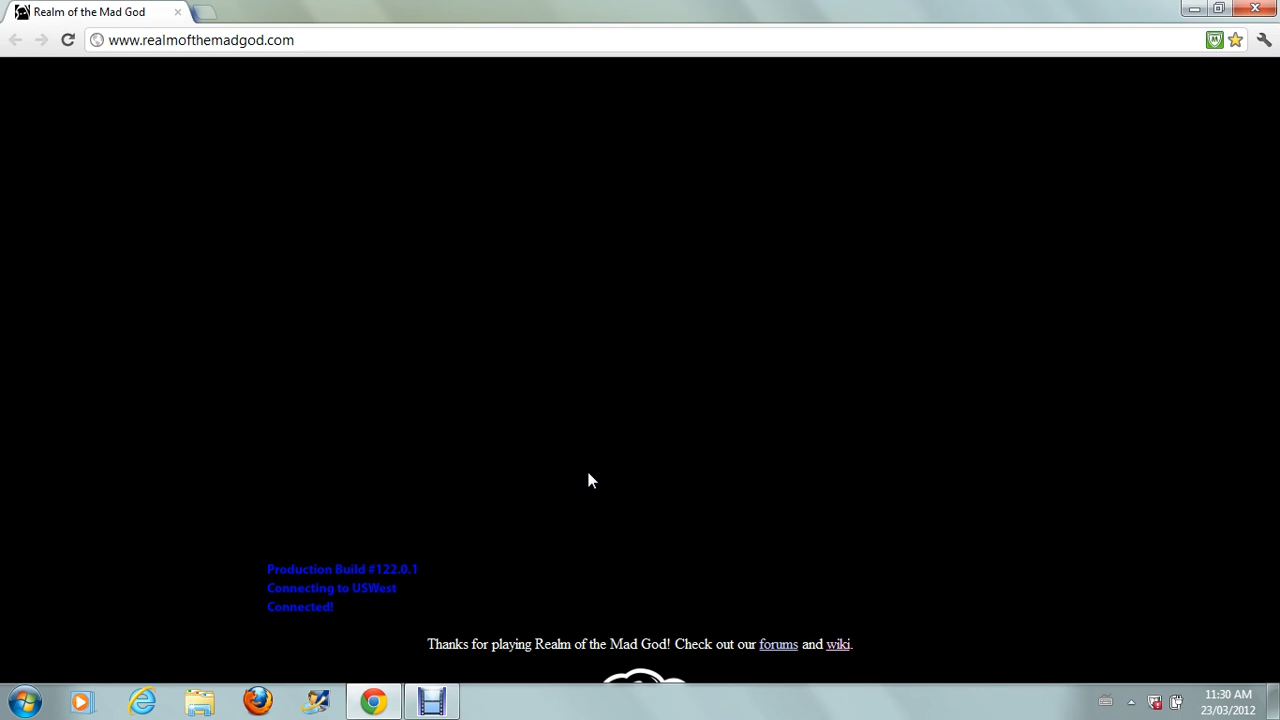 Realm of the Mad God
www.realmofthemadgod.com
Production Build #122.0.1
Connecting to USWest
Connected!
Thanks for playing Realm of the Mad God! Check out our forums and wiki.
11:30 AM
23/03/2012